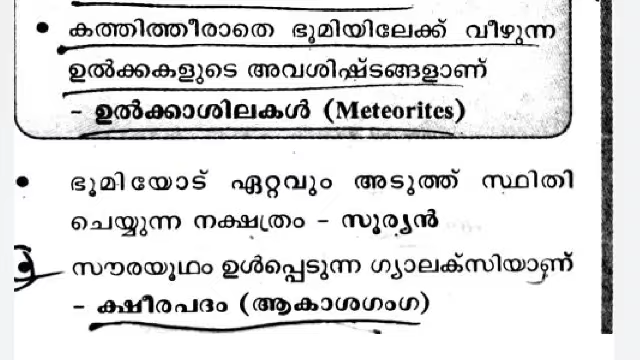 • കത്തിത്തീരാതെ ഭൂമിയിലേക്ക് വീഴുന്ന
ഉൽക്കകളുടെ അവശിഷ്ടങ്ങളാണ്
- ഉൽക്കാശിലകൾ (Meteorites)
• ഭൂമിയോട് ഏറ്റവും അടുത്ത് സ്ഥിതി
ചെയ്യുന്ന നക്ഷത്രം - സൂര്യൻ
• സൗരയൂഥം ഉൾപ്പെടുന്ന ഗ്യാലക്സിയാണ്
- ക്ഷീരപദം (ആകാശഗംഗ)